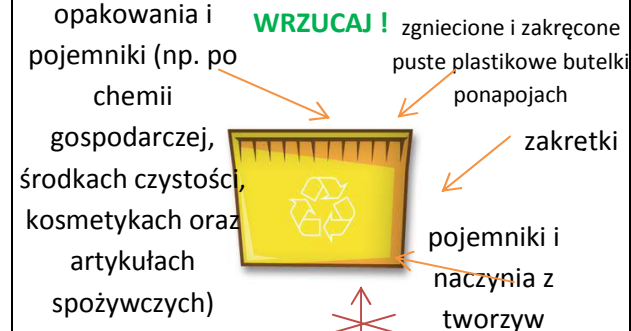 opakowania i
pojemniki (np. po
chemii
gospodarczej,
środkach czystości,
kosmetykach oraz
artykułach
spożywczych)
WRZUCAJ !
zgniecione i zakręcone
puste plastikowe butelki
ponapojach
zakretki
pojemniki i
naczynia z
tworzyw